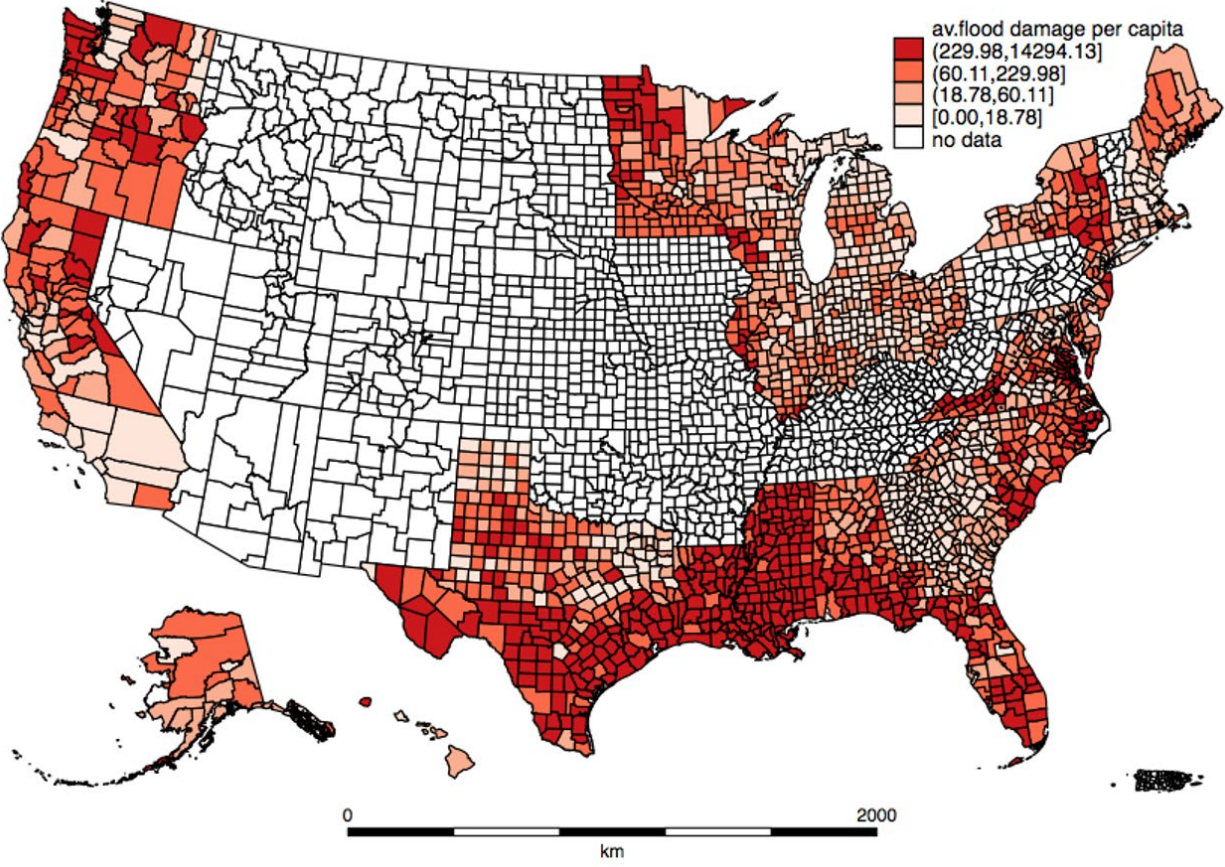 av.flood damage per capita
(229.98,14294.13]
(60.11,229.98]
(18.78,60.11]
[0.00,18.78]
no data
0 2000
km